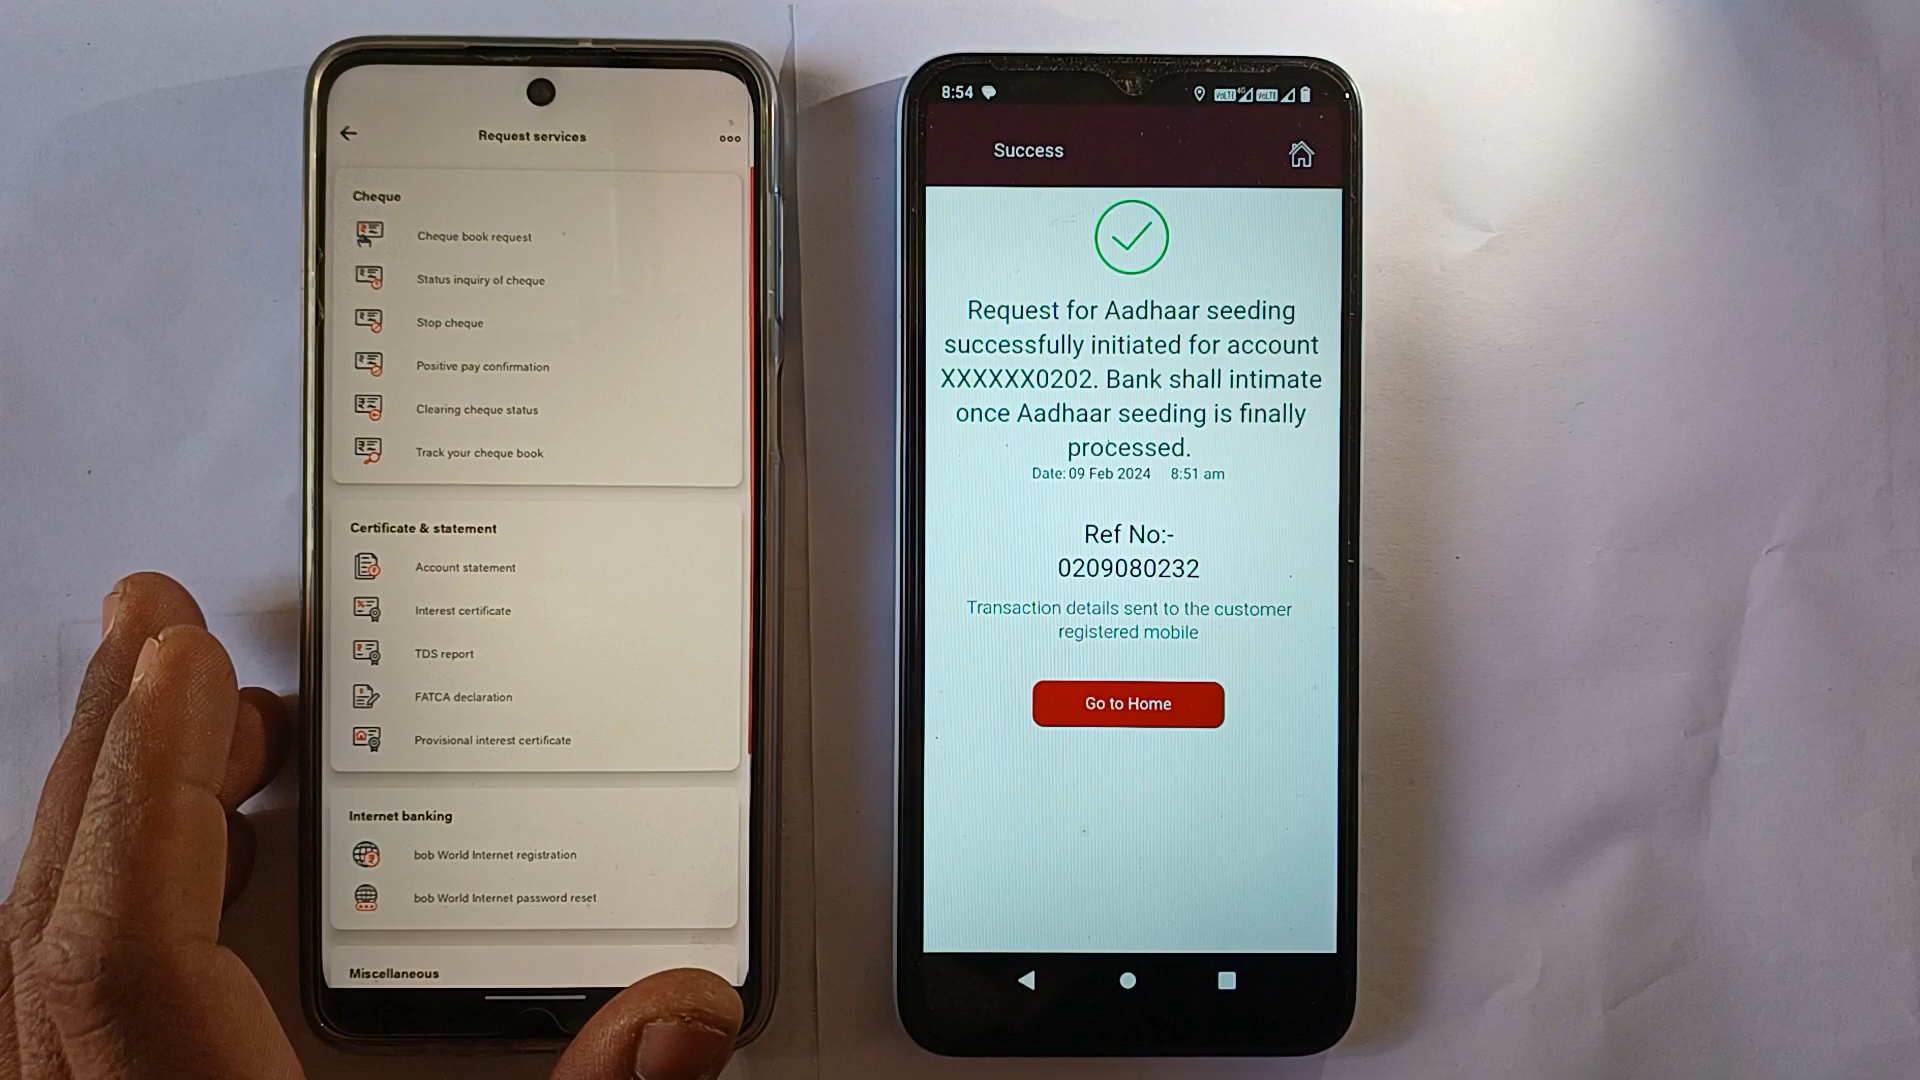 Request services
Cheque
Cheque book request
Status inquiry of cheque
Stop cheque
Positive pay confirmation
Clearing cheque status
Track your cheque book
Certificate & statement
Account statement
Interest certificate
TDS report
FATCA declaration
Provisional interest certificate
Internet banking
bob World Internet registration
bob World Internet password reset
Miscellaneous
8:54
Success
Request for Aadhaar seeding
successfully initiated for account
XXXXXX0202. Bank shall intimate
once Aadhaar seeding is finally
processed.
Date: 09 Feb 2024 8:51 am
Ref No:-
0209080232
Transaction details sent to the customer
registered mobile
Go to Home